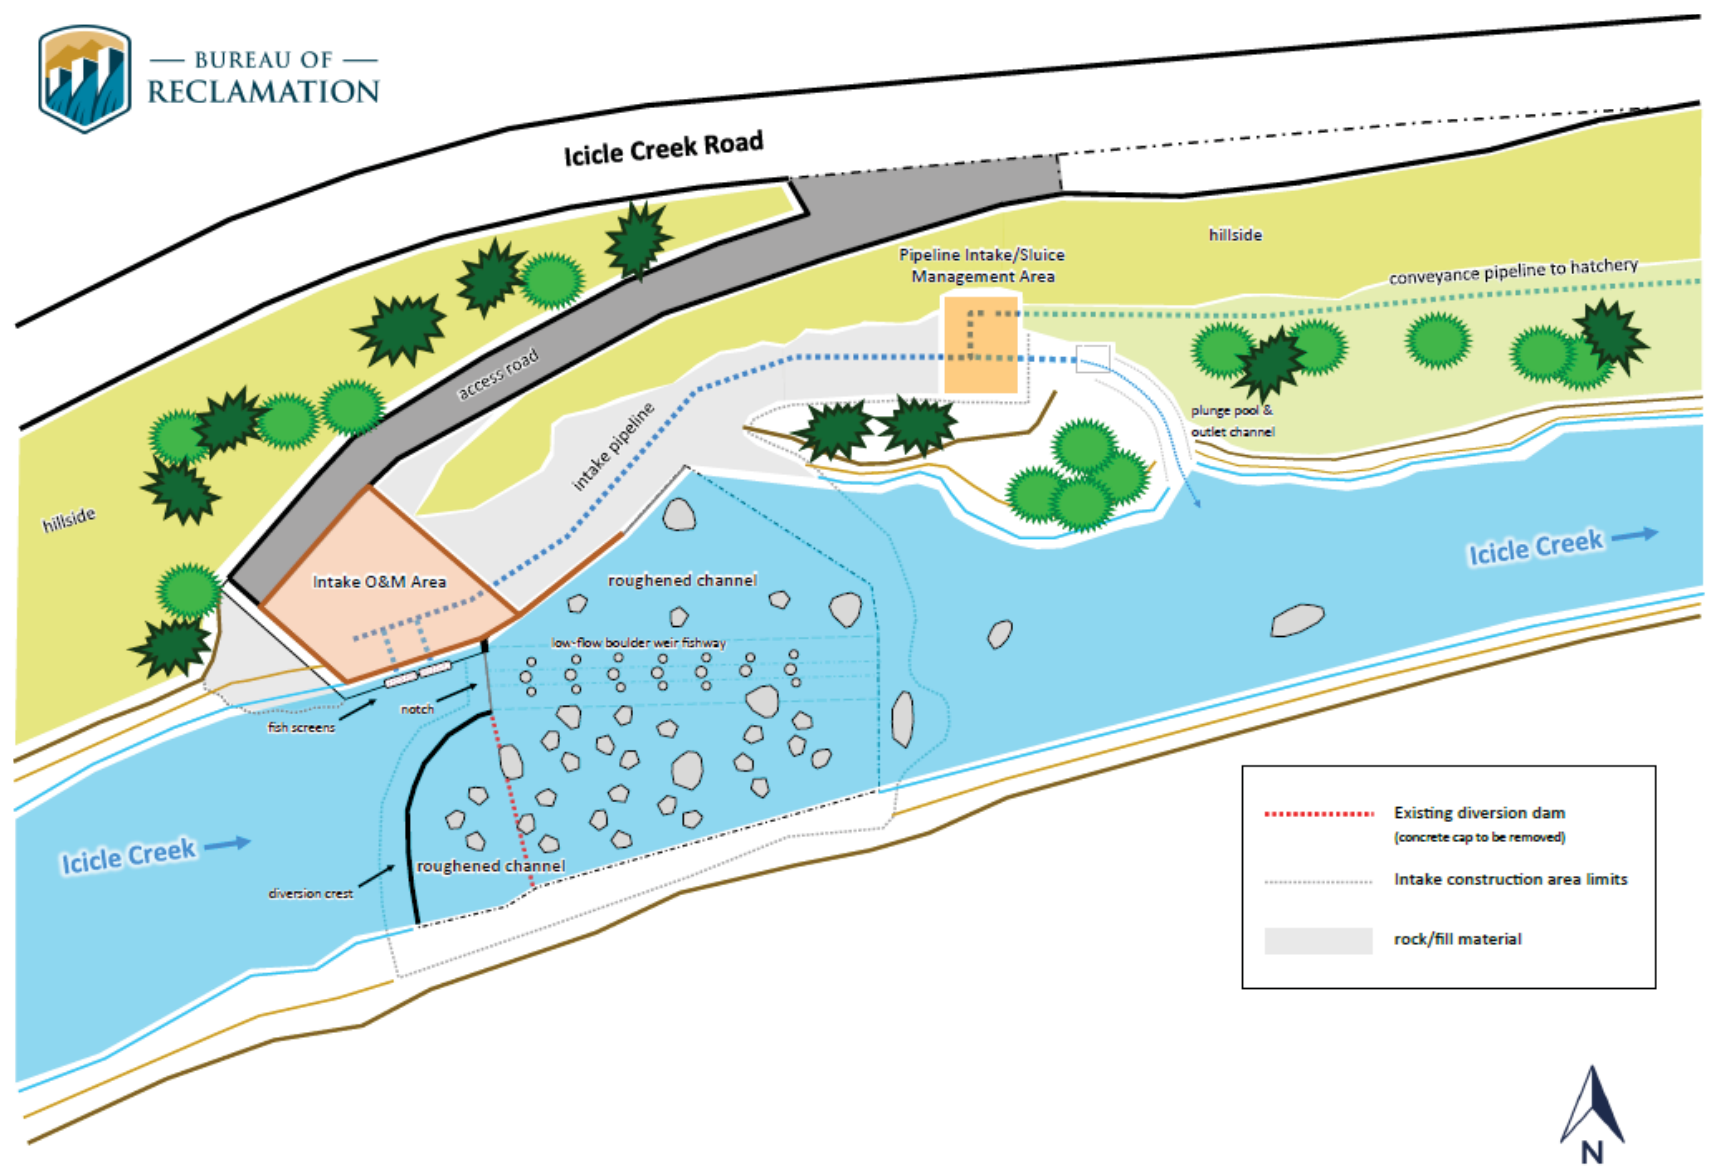 BUREAU OF
RECLAMATION
Icicle Creek Road
hillside
Pipeline Intake/Sluice
Management Area
conveyance pipeline to hatchery
access road
plunge pool &
outlet channel
intake pipeline
hillside
Icicle Creek
Intake O&M Area
roughened channel
low-flow boulder weir fishway
notch
fish screens
Existing diversion dam
(concrete cap to be removed)
Intake construction area limits
rock/fill material
Icicle Creek
roughened channel
diversion crest
N